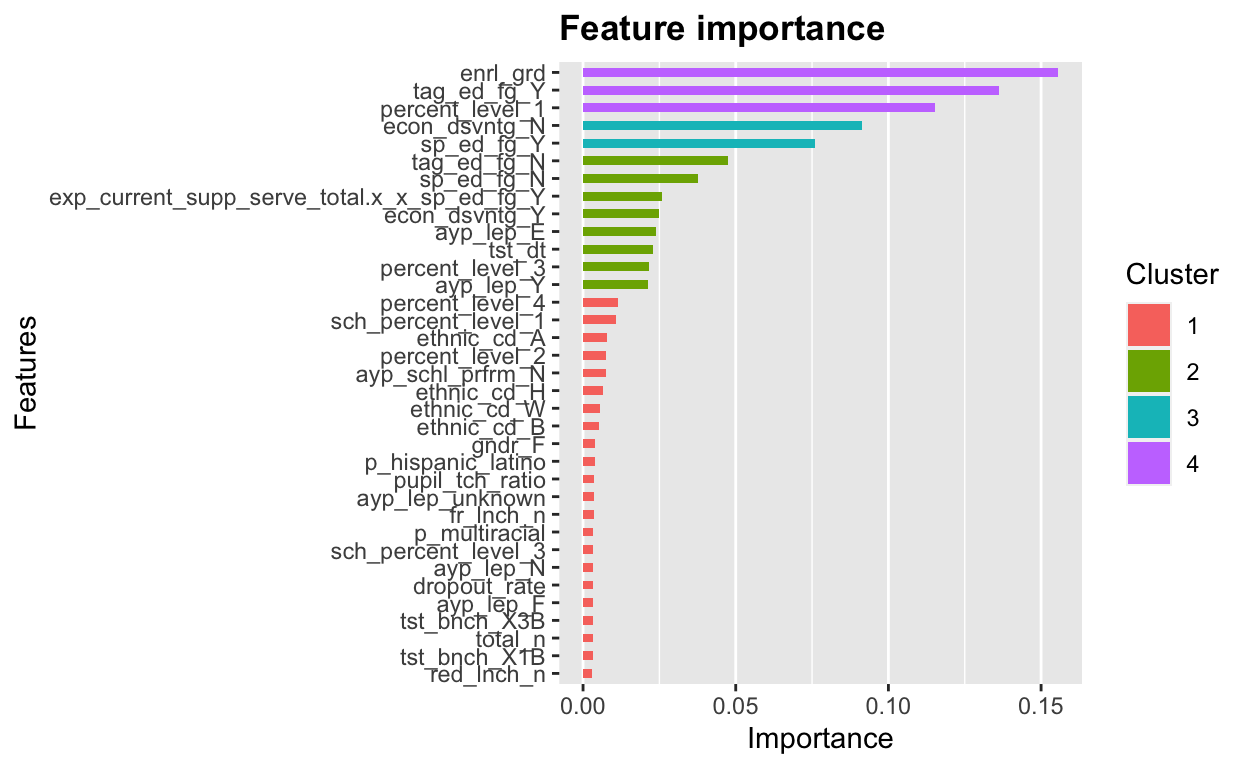 Feature importance
enrl_grd
tag_ed_fg_Y
percent_level_1
econ_dsvntg_N
sp_ed_fg_Y
tag_ed_fg_N
sp_ed_fg_N
exp_current_supp_serve_total.x_x_sp_ed_fg_Y
econ_dsvntg_Y
ayp_lep_E
tst_dt
percent_level_3
ayp_lep_Y
percent_level_4
sch_percent_level_1
ethnic_cd_A
percent_level_2
ayp_schl_prfrm_N
ethnic_cd_H
ethnic_cd_W
ethnic_cd_B
gndr_F
p_hispanic_latino
pupil_tch_ratio
ayp_lep_unknown
fr_lnch_n
p_multiracial
sch_percent_level_3
ayp_lep_N
dropout_rate
ayp_lep_F
tst_bnch_X3B
total_n
tst_bnch_X1B
red_lnch_n
Features
0.00 0.05 0.10 0.15
Importance
Cluster
1
2
3
4